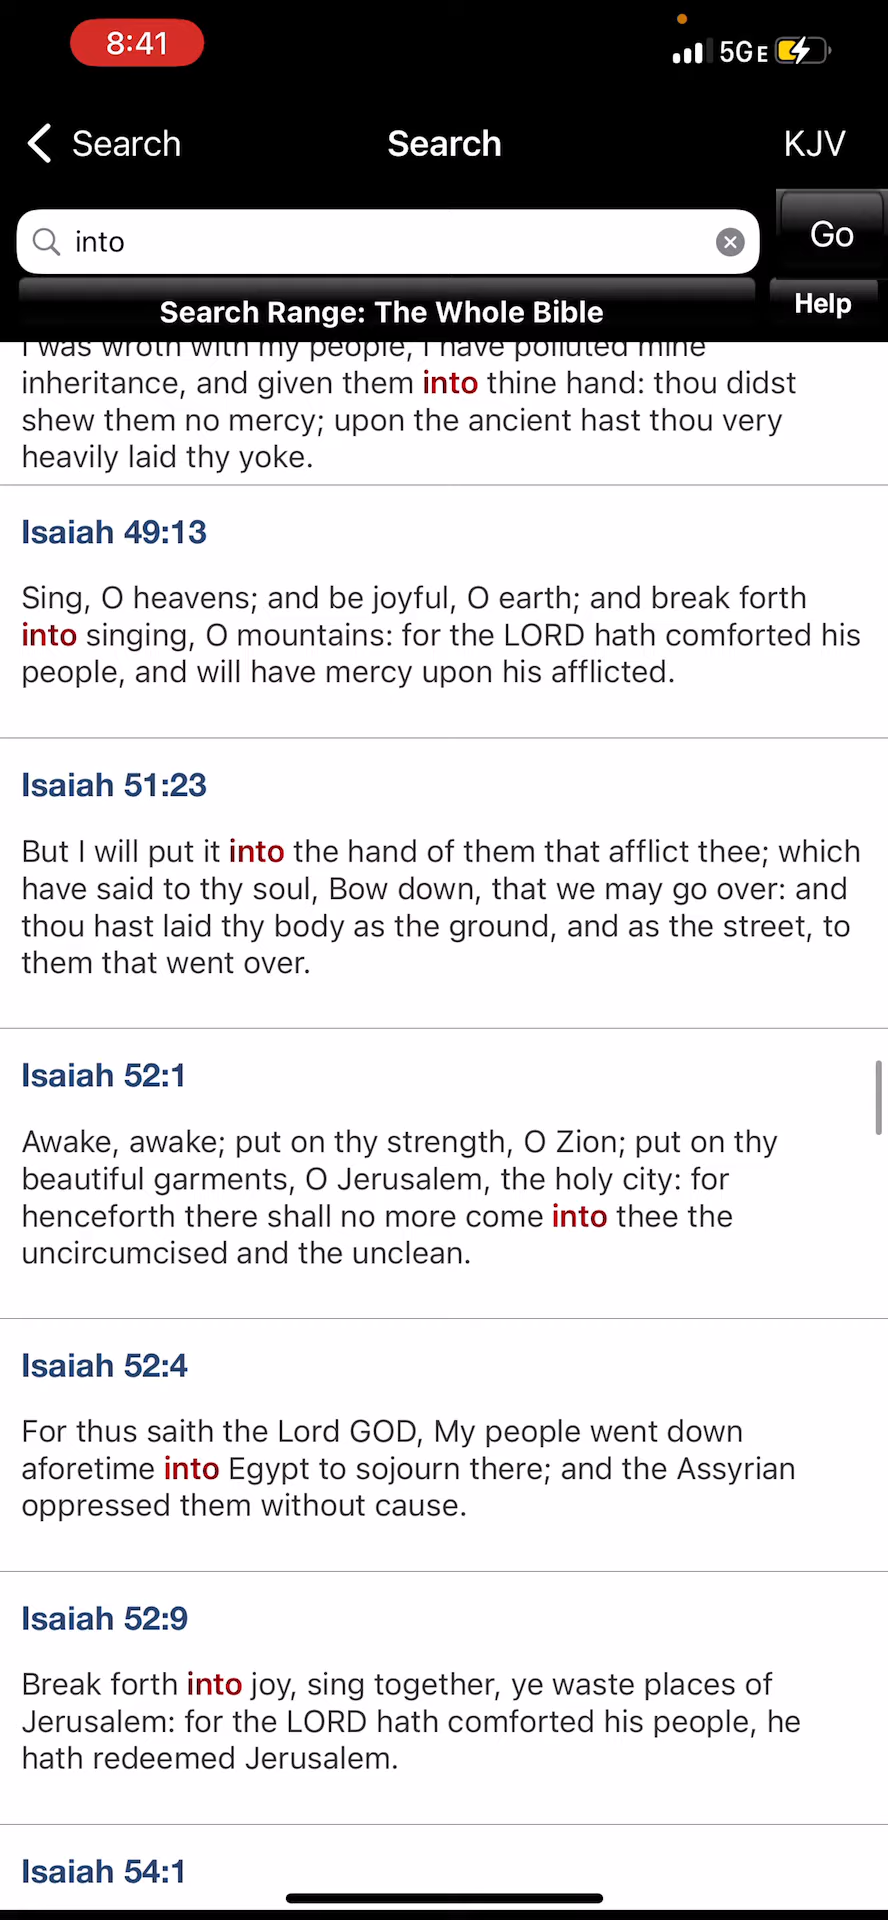 8:41
5GE
Search
Search
KJV
into
Go
Search Range: The Whole Bible
Help
I was wroth with my people, I have polluted mine
inheritance, and given them into thine hand: thou didst
shew them no mercy; upon the ancient hast thou very
heavily laid thy yoke.
Isaiah 49:13
Sing, O heavens; and be joyful, O earth; and break forth
into singing, O mountains: for the LORD hath comforted his
people, and will have mercy upon his afflicted.
Isaiah 51:23
But I will put it into the hand of them that afflict thee; which
have said to thy soul, Bow down, that we may go over: and
thou hast laid thy body as the ground, and as the street, to
them that went over.
Isaiah 52:1
Awake, awake; put on thy strength, O Zion; put on thy
beautiful garments, O Jerusalem, the holy city: for
henceforth there shall no more come into thee the
uncircumcised and the unclean.
Isaiah 52:4
For thus saith the Lord GOD, My people went down
aforetime into Egypt to sojourn there; and the Assyrian
oppressed them without cause.
Isaiah 52:9
Break forth into joy, sing together, ye waste places of
Jerusalem: for the LORD hath comforted his people, he
hath redeemed Jerusalem.
Isaiah 54:1